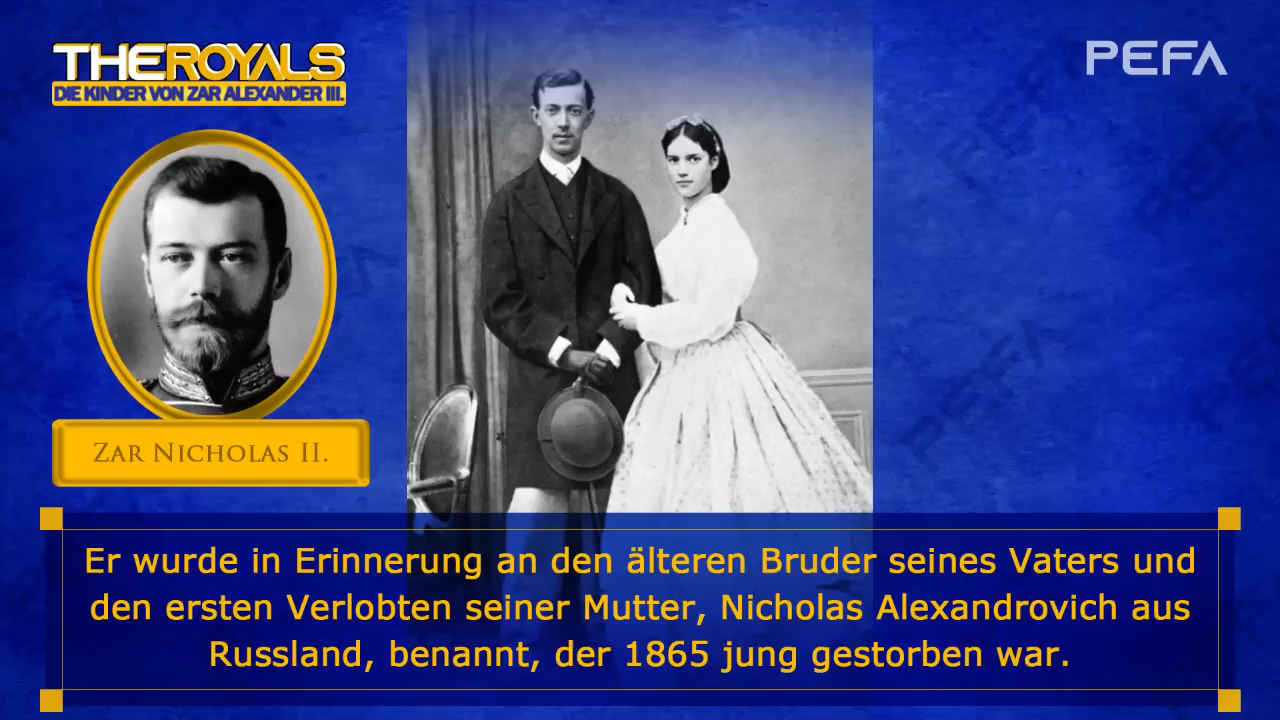 THEROYALS
DIE KINDER VON ZAR ALEXANDER III.
PEFA
ZAR NICHOLAS II.
Er wurde in Erinnerung an den älteren Bruder seines Vaters und
den ersten Verlobten seiner Mutter, Nicholas Alexandrovich aus
Russland, benannt, der 1865 jung gestorben war.